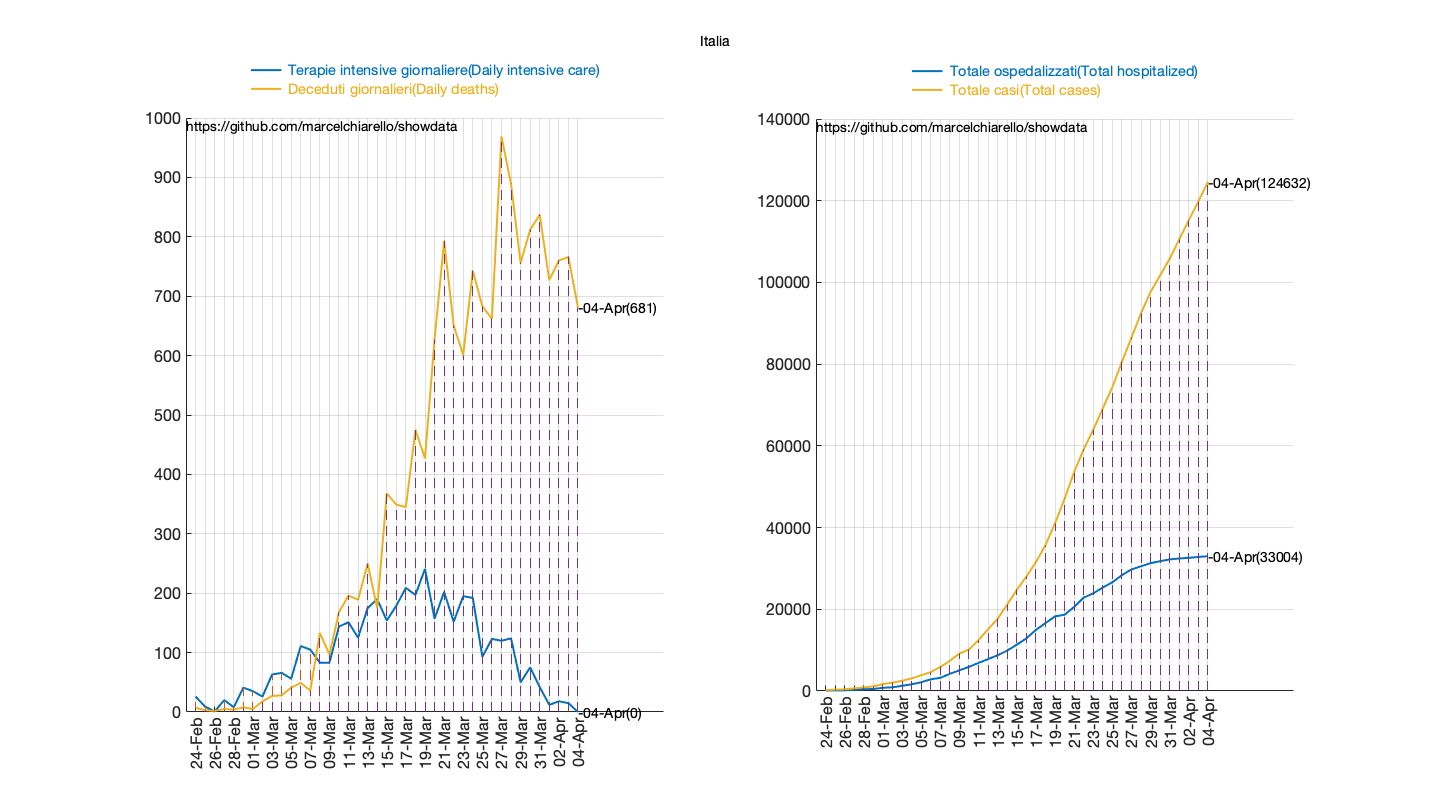 Italia
Terapie intensive giornaliere(Daily intensive care)
Deceduti giornalieri(Daily deaths)
1000
https://github.com/marcelchiarello/showdata
900
800
700
600
500
400
300
200
100
0
-04-Apr(681)
-04-Apr(0)
24-Feb
26-Feb
28-Feb
01-Mar
03-Mar
05-Mar
07-Mar
09-Mar
11-Mar
13-Mar
15-Mar
17-Mar
19-Mar
21-Mar
23-Mar
25-Mar
27-Mar
29-Mar
31-Mar
02-Apr
04-Apr
Totale ospedalizzati(Total hospitalized)
Totale casi(Total cases)
140000
https://github.com/marcelchiarello/showdata
120000
100000
80000
60000
40000
20000
0
-04-Apr(124632)
-04-Apr(33004)
24-Feb
26-Feb
28-Feb
01-Mar
03-Mar
05-Mar
07-Mar
09-Mar
11-Mar
13-Mar
15-Mar
17-Mar
19-Mar
21-Mar
23-Mar
25-Mar
27-Mar
29-Mar
31-Mar
02-Apr
04-Apr